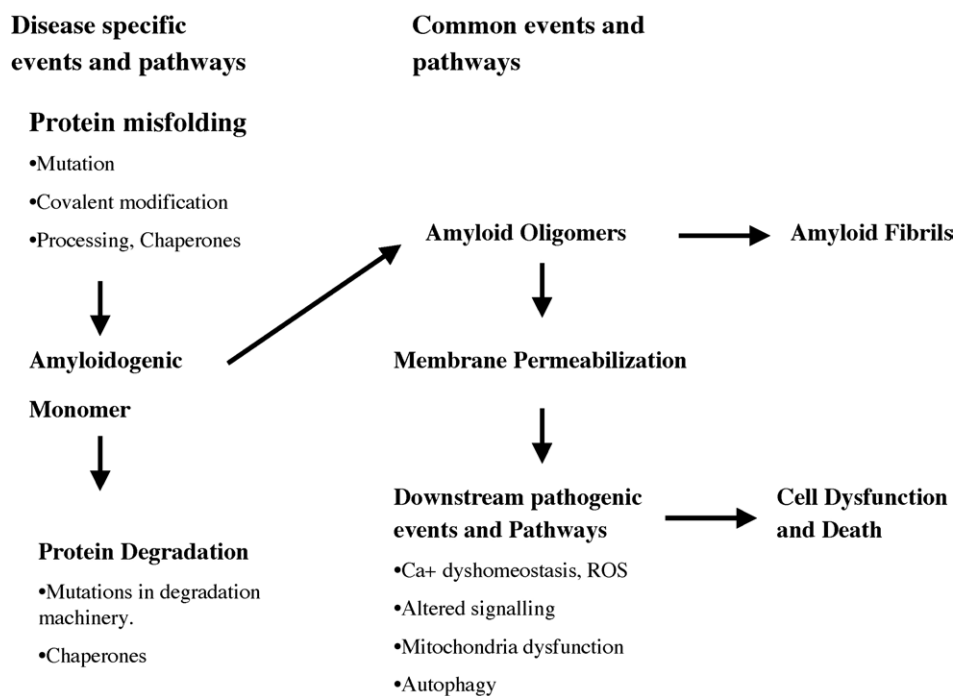 Disease specific
events and pathways
Common events and
pathways
Protein misfolding
•Mutation
•Covalent modification
•Processing, Chaperones
Amyloidogenic
Monomer
Protein Degradation
•Mutations in degradation
machinery.
•Chaperones
Amyloid Oligomers
Amyloid Fibrils
Membrane Permeabilization
Downstream pathogenic
events and Pathways
•Ca+ dyshomeostasis, ROS
•Altered signalling
•Mitochondria dysfunction
•Autophagy
Cell Dysfunction
and Death